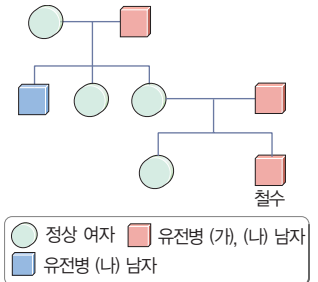 철수
정상 여자 유전병 (가), (나) 남자
유전병 (나) 남자